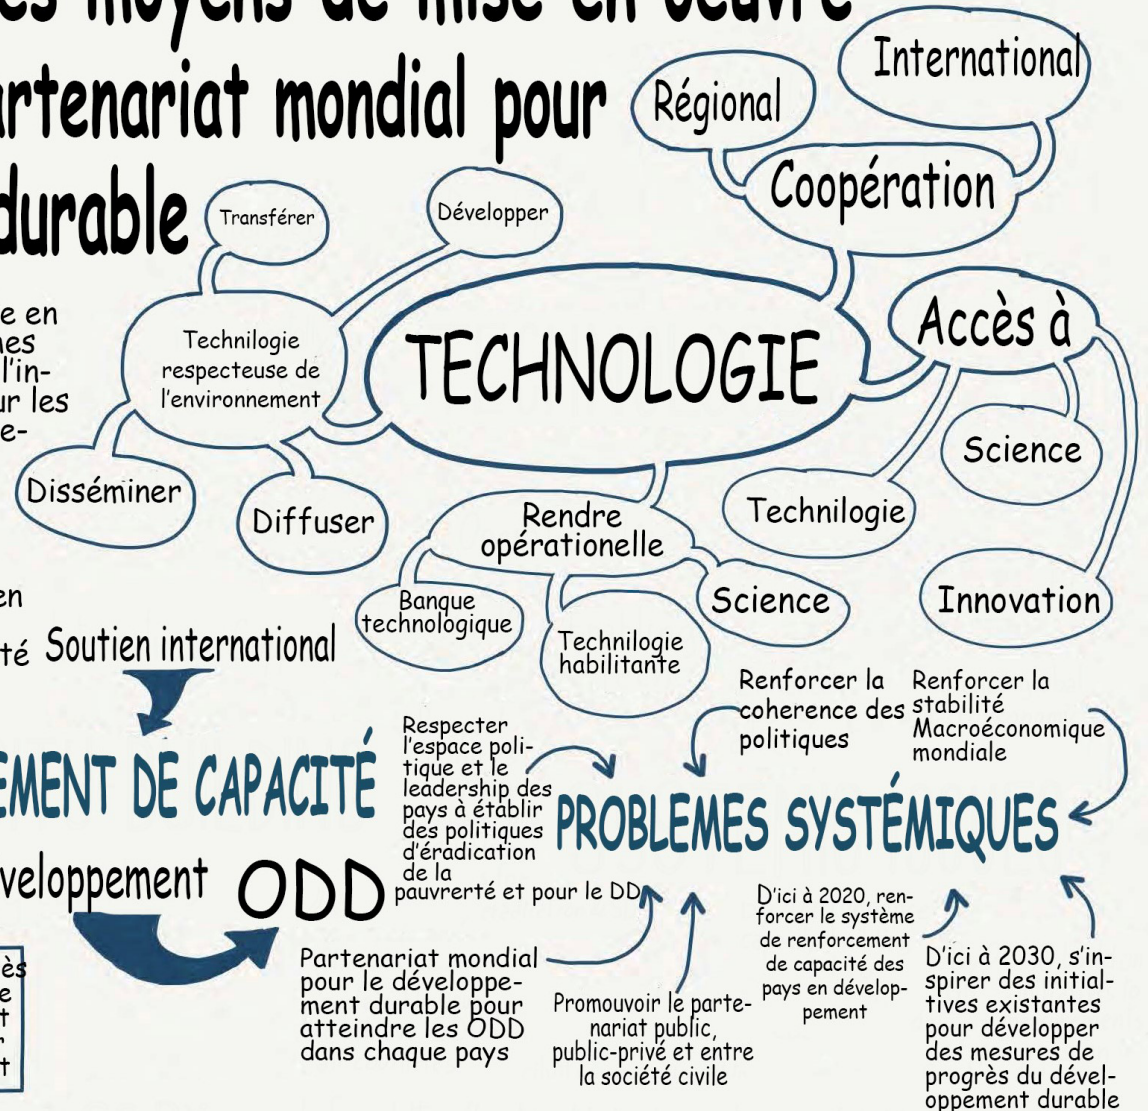 es moyens de mise en oeuvre
artenariat mondial pour
durable
International
Régional
Coopération
Transférer
Développer
Technilogie
respecteuse de
l'environnement
TECHNOLOGIE
Accès à
Disséminer
Diffuser
Rendre
opérationelle
Technilogie
Science
Innovation
Banque
technologique
Technilogie
habilitante
Science
e en
nes
l'in-
ur les
e-
en
té
Soutien international
EMENT DE CAPACITÉ
veloppement
ODD
ès
e
t
r
t
Respecter
l'espace poli-
tique et le
leadership des
pays à établir
des politiques
d'éradication
de la
pauvrerté et pour le DD
Renforcer la
coherence des
politiques
Renforcer la
stabilité
Macroéconomique
mondiale
PROBLEMES SYSTÉMIQUES
Partenariat mondial
pour le développe-
ment durable pour
atteindre les ODD
dans chaque pays
Promouvoir le parte-
nariat public,
public-privé et entre
la société civile
D'ici à 2020, ren-
forcer le système
de renforcement
de capacité des
pays en dévelop-
pement
D'ici à 2030, s'in-
spirer des initial-
tives existantes
pour développer
des mesures de
progrès du dével-
oppement durable